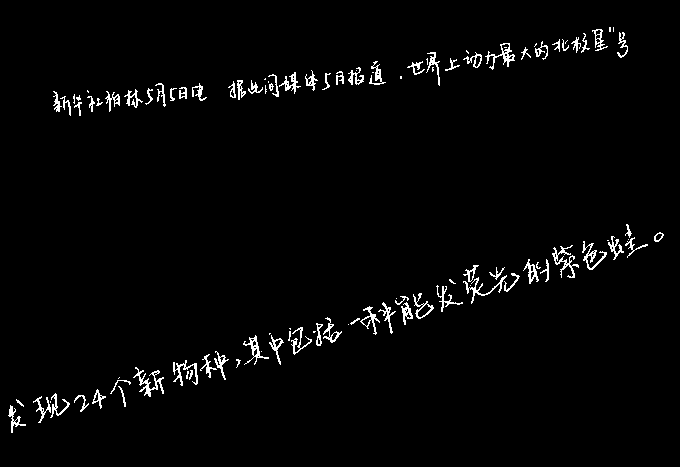 新华社柏林5月5日电 据此间媒体5月报道，世界上动力最大的北极星"号
发现24个新物种，其中包括一种能发荧光的紫色蛙。